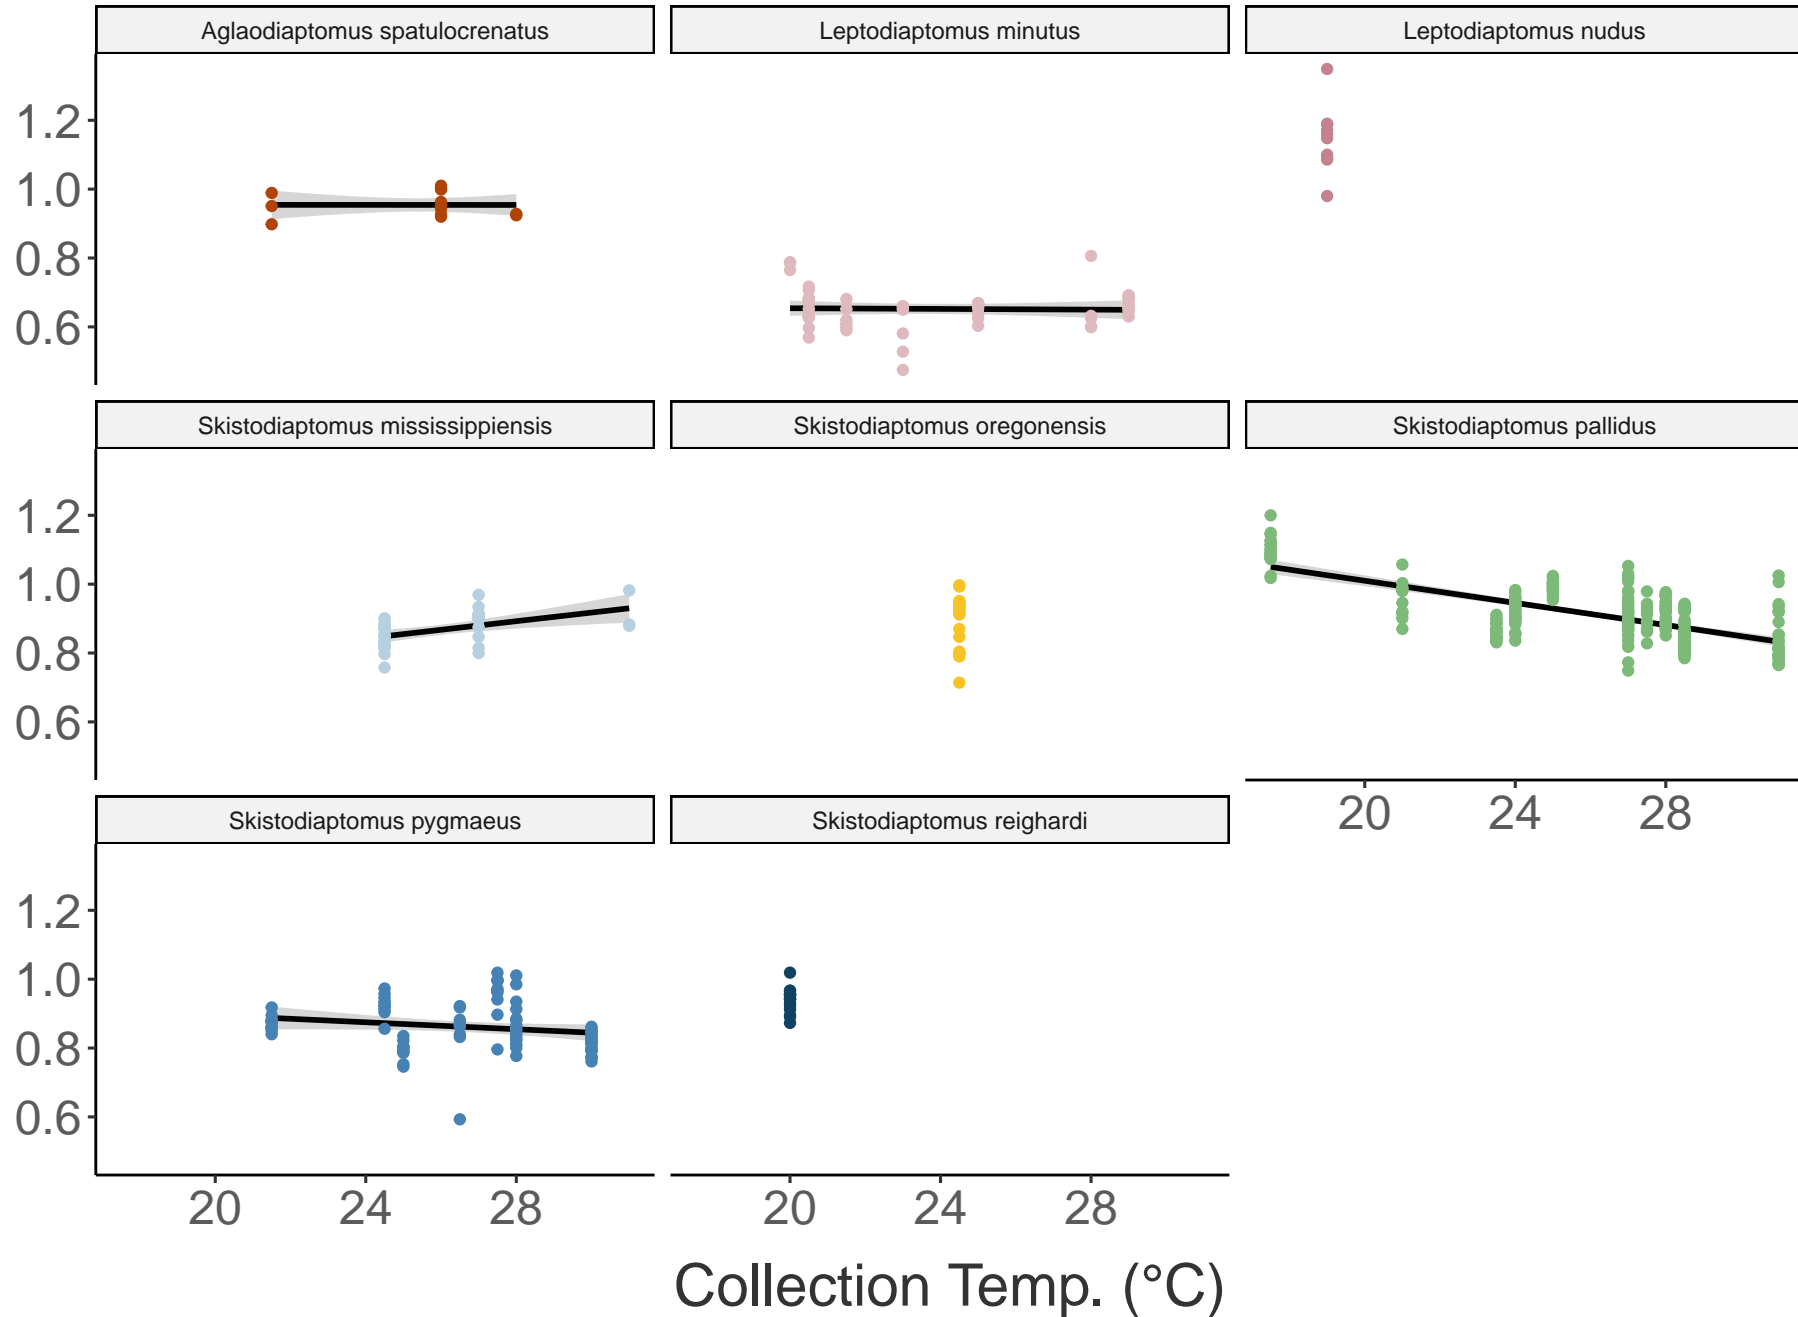 Aglaodiaptomus spatulocrenatus
Leptodiaptomus minutus
Leptodiaptomus nudus
1.2
1.0
0.8
0.6
Skistodiaptomus mississippiensis
Skistodiaptomus oregonensis
Skistodiaptomus pallidus
1.2
1.0
0.8
0.6
20 24 28
Skistodiaptomus pygmaeus
Skistodiaptomus reighardi
1.2
1.0
0.8
0.6
20 24 28
20 24 28
Collection Temp. (°C)